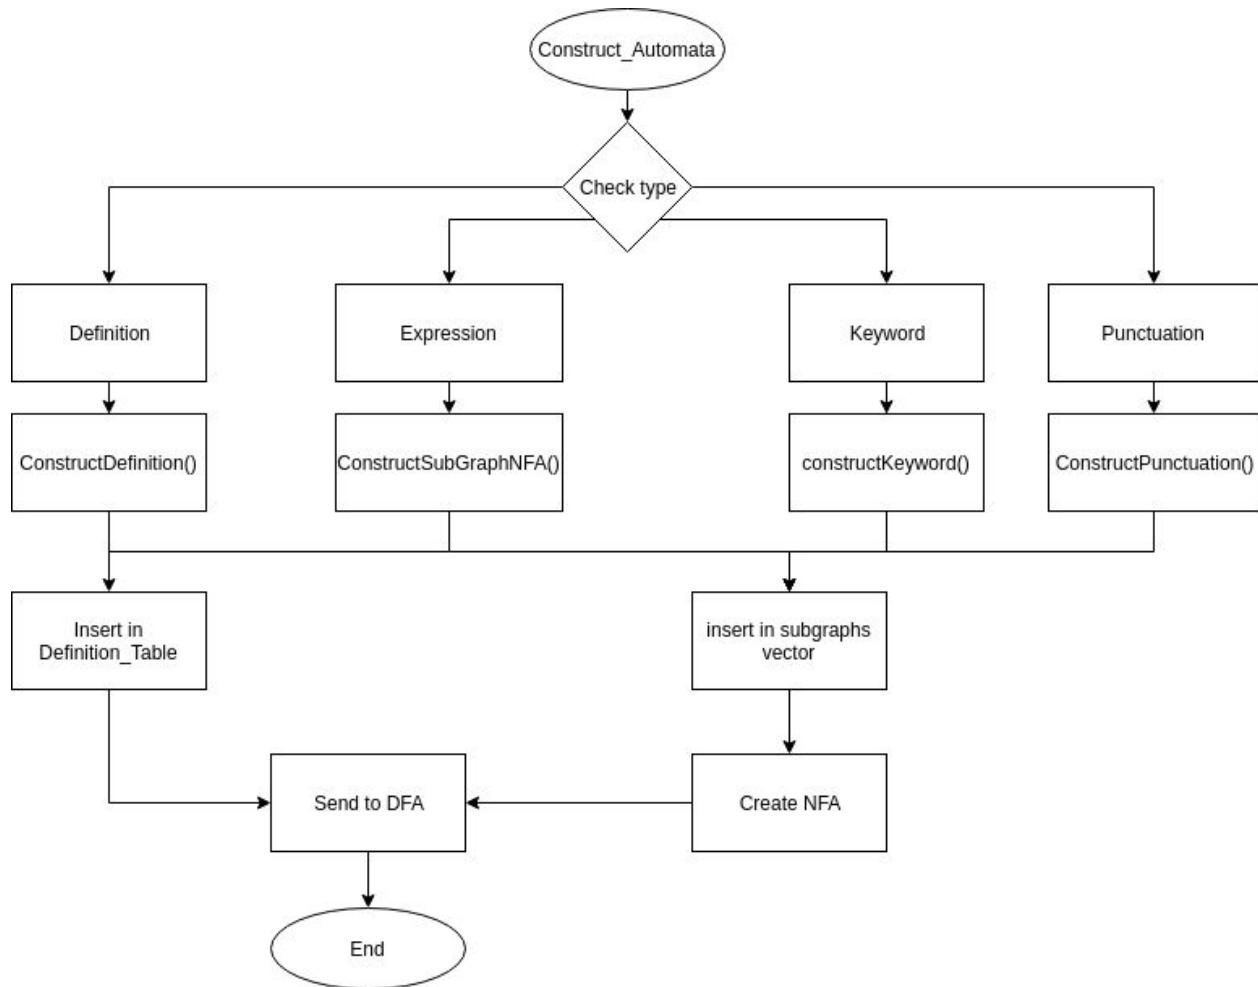 Construct_Automata
Check type
Definition
Expression
Keyword
Punctuation
ConstructDefinition()
ConstructSubGraphNFA()
constructKeyword()
ConstructPunctuation()
Insert in
Definition_Table
insert in subgraphs
vector
Send to DFA
Create NFA
End